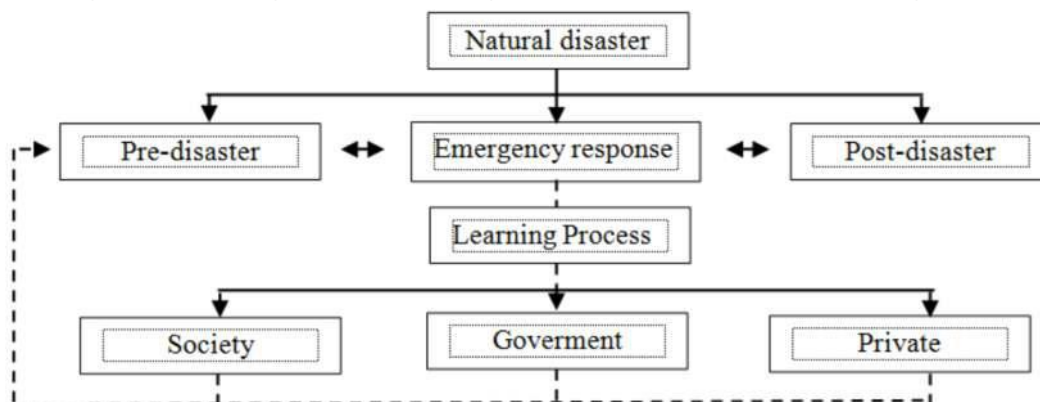 Natural disaster
Pre-disaster
Emergency response
Post-disaster
Learning Process
Society
Goverment
Private